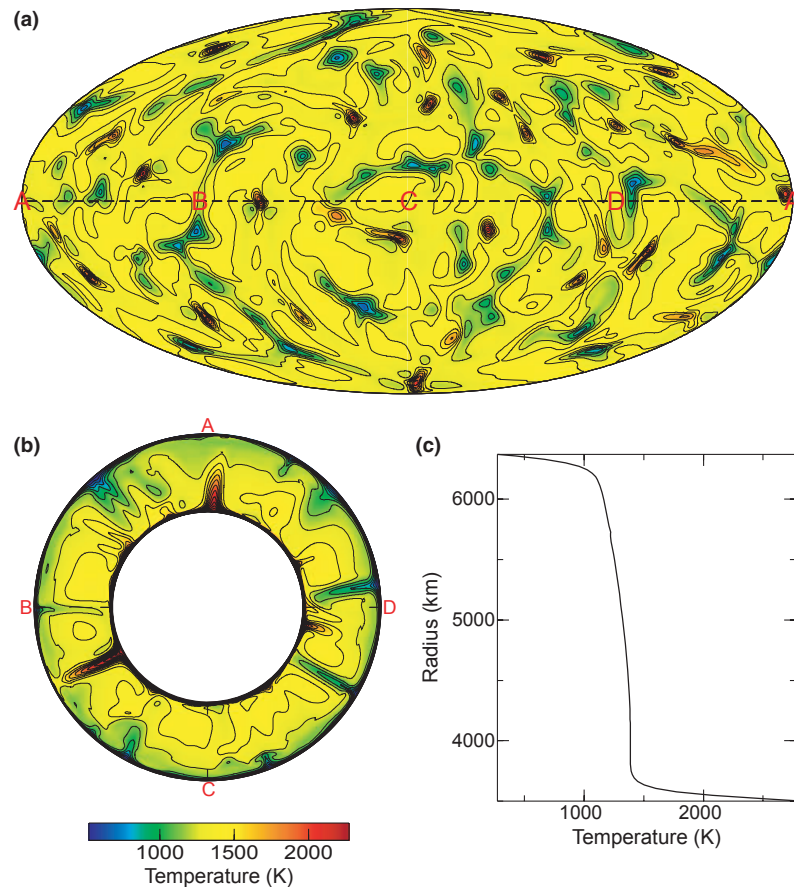 (a)
A B C D A
(b)
A
B D
C
1000 1500 2000
Temperature (K)
(c)
6000
5000
4000
Radius (km)
1000 2000
Temperature (K)